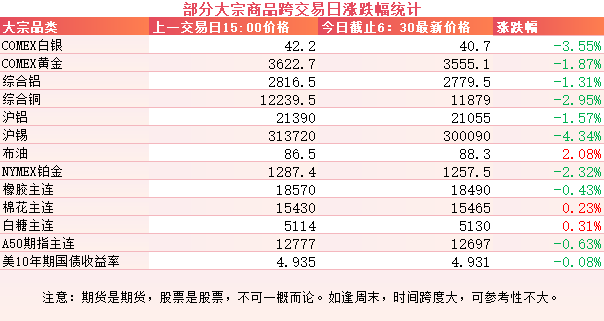 部分大宗商品跨交易日涨跌幅统计
大宗品类 上一交易日15:00价格 今日截止6：30最新价格 涨跌幅
COMEX白银 42.2 40.7 -3.55%
COMEX黄金 3622.7 3555.1 -1.87%
综合铝 2816.5 2779.5 -1.31%
综合铜 12239.5 11879 -2.95%
沪铝 21390 21055 -1.57%
沪锡 313720 300090 -4.34%
布油 86.5 88.3 2.08%
NYMEX铂金 1287.4 1257.5 -2.32%
橡胶主连 18570 18490 -0.43%
棉花主连 15430 15465 0.23%
白糖主连 5114 5130 0.31%
A50期指主连 12777 12697 -0.63%
美10年期国债收益率 4.935 4.931 -0.08%
注意：期货是期货，股票是股票，不可一概而论。如逢周末，时间跨度大，可参考性不大。